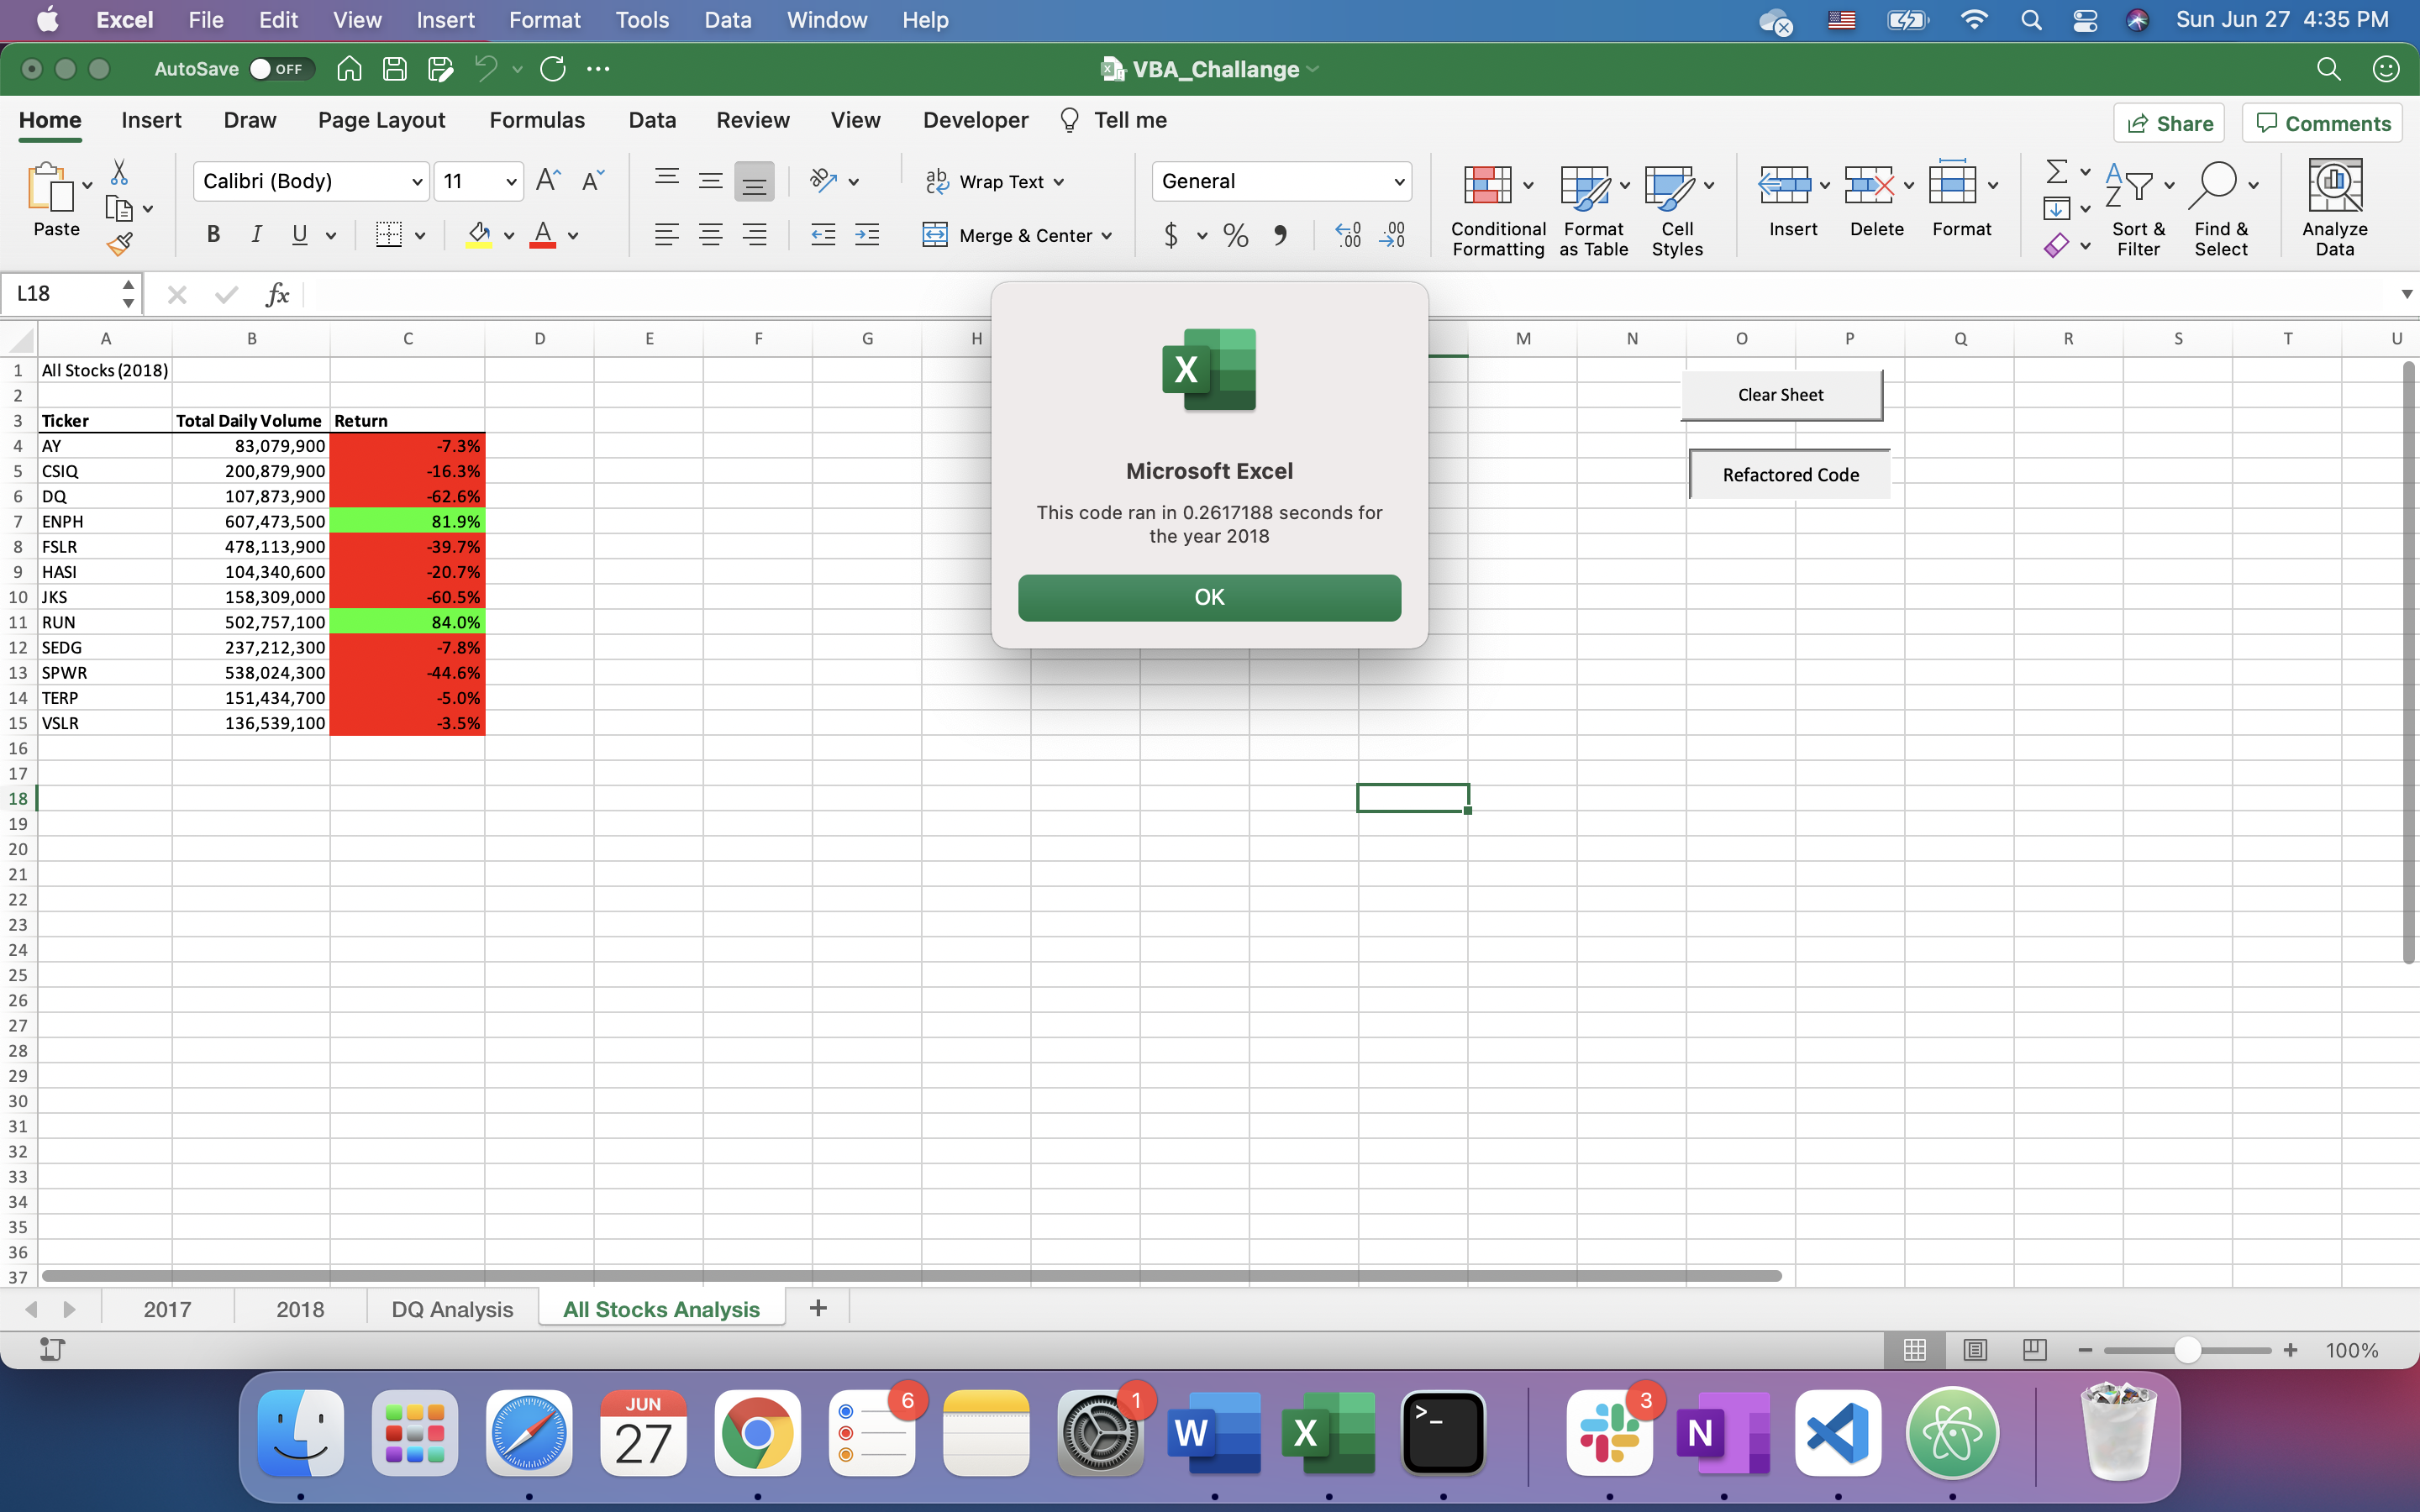 Excel File Edit View Insert Format Tools Data Window Help Sun Jun 27 4:35 PM
AutoSave OFF VBA_Challange
Home Insert Draw Page Layout Formulas Data Review View Developer Tell me Share Comments
Calibri (Body) 11 Wrap Text General
Paste B I U Merge & Center $ % Conditional Formatting Format as Table Cell Styles Insert Delete Format Sort & Filter Find & Select Analyze Data
L18 fx
A B C D E F G H M N O P Q R S T U
1 All Stocks (2018)
2
3 Ticker Total Daily Volume Return
4 AY 83,079,900 -7.3%
5 CSIQ 200,879,900 -16.3%
6 DQ 107,873,900 -62.6%
7 ENPH 607,473,500 81.9%
8 FSLR 478,113,900 -39.7%
9 HASI 104,340,600 -20.7%
10 JKS 158,309,000 -60.5%
11 RUN 502,757,100 84.0%
12 SEDG 237,212,300 -7.8%
13 SPWR 538,024,300 -44.6%
14 TERP 151,434,700 -5.0%
15 VSLR 136,539,100 -3.5%
16
17
18
19
20
21
22
23
24
25
26
27
28
29
30
31
32
33
34
35
36
37
Microsoft Excel
This code ran in 0.2617188 seconds for
the year 2018
OK
Clear Sheet
Refactored Code
2017 2018 DQ Analysis All Stocks Analysis +
100%
JUN
27
6
1
W
X
>_
3
N